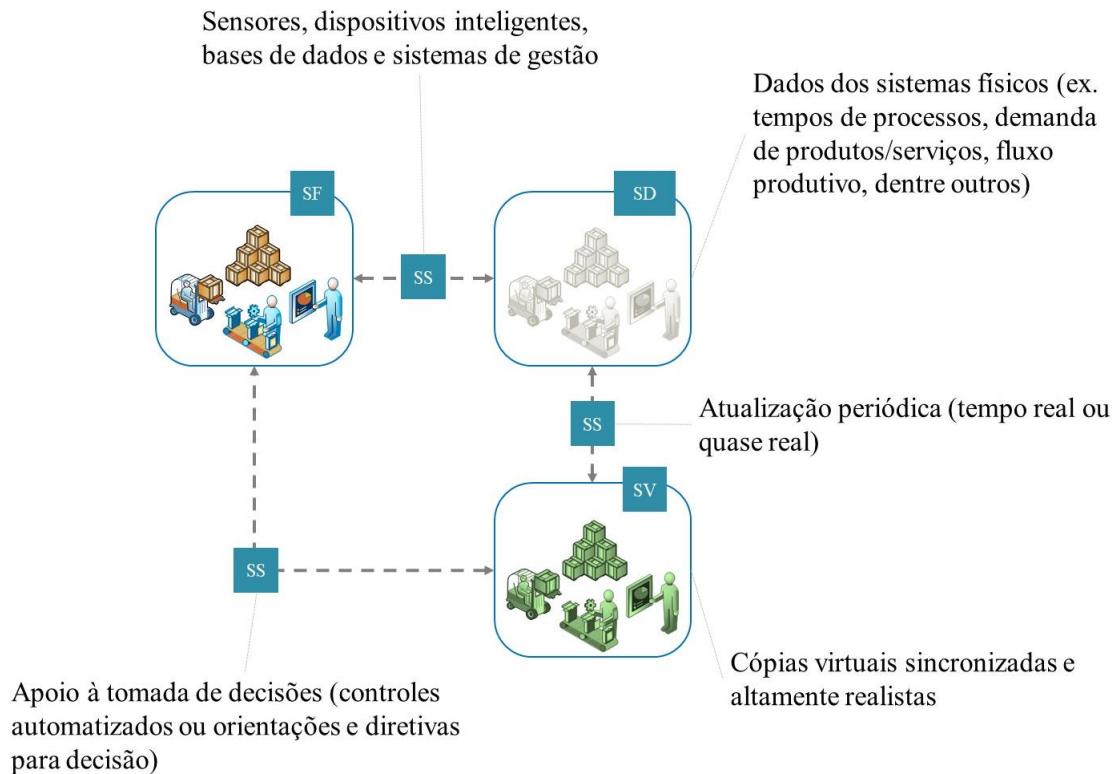 Sensores, dispositivos inteligentes,
bases de dados e sistemas de gestão
Dados dos sistemas físicos (ex.
tempos de processos, demanda
de produtos/serviços, fluxo
produtivo, dentre outros)
SF
SD
SS
SS
Atualização periódica (tempo real ou
quase real)
SV
SS
Cópias virtuais sincronizadas e
altamente realistas
Apoio à tomada de decisões (controles
automatizados ou orientações e diretivas
para decisão)